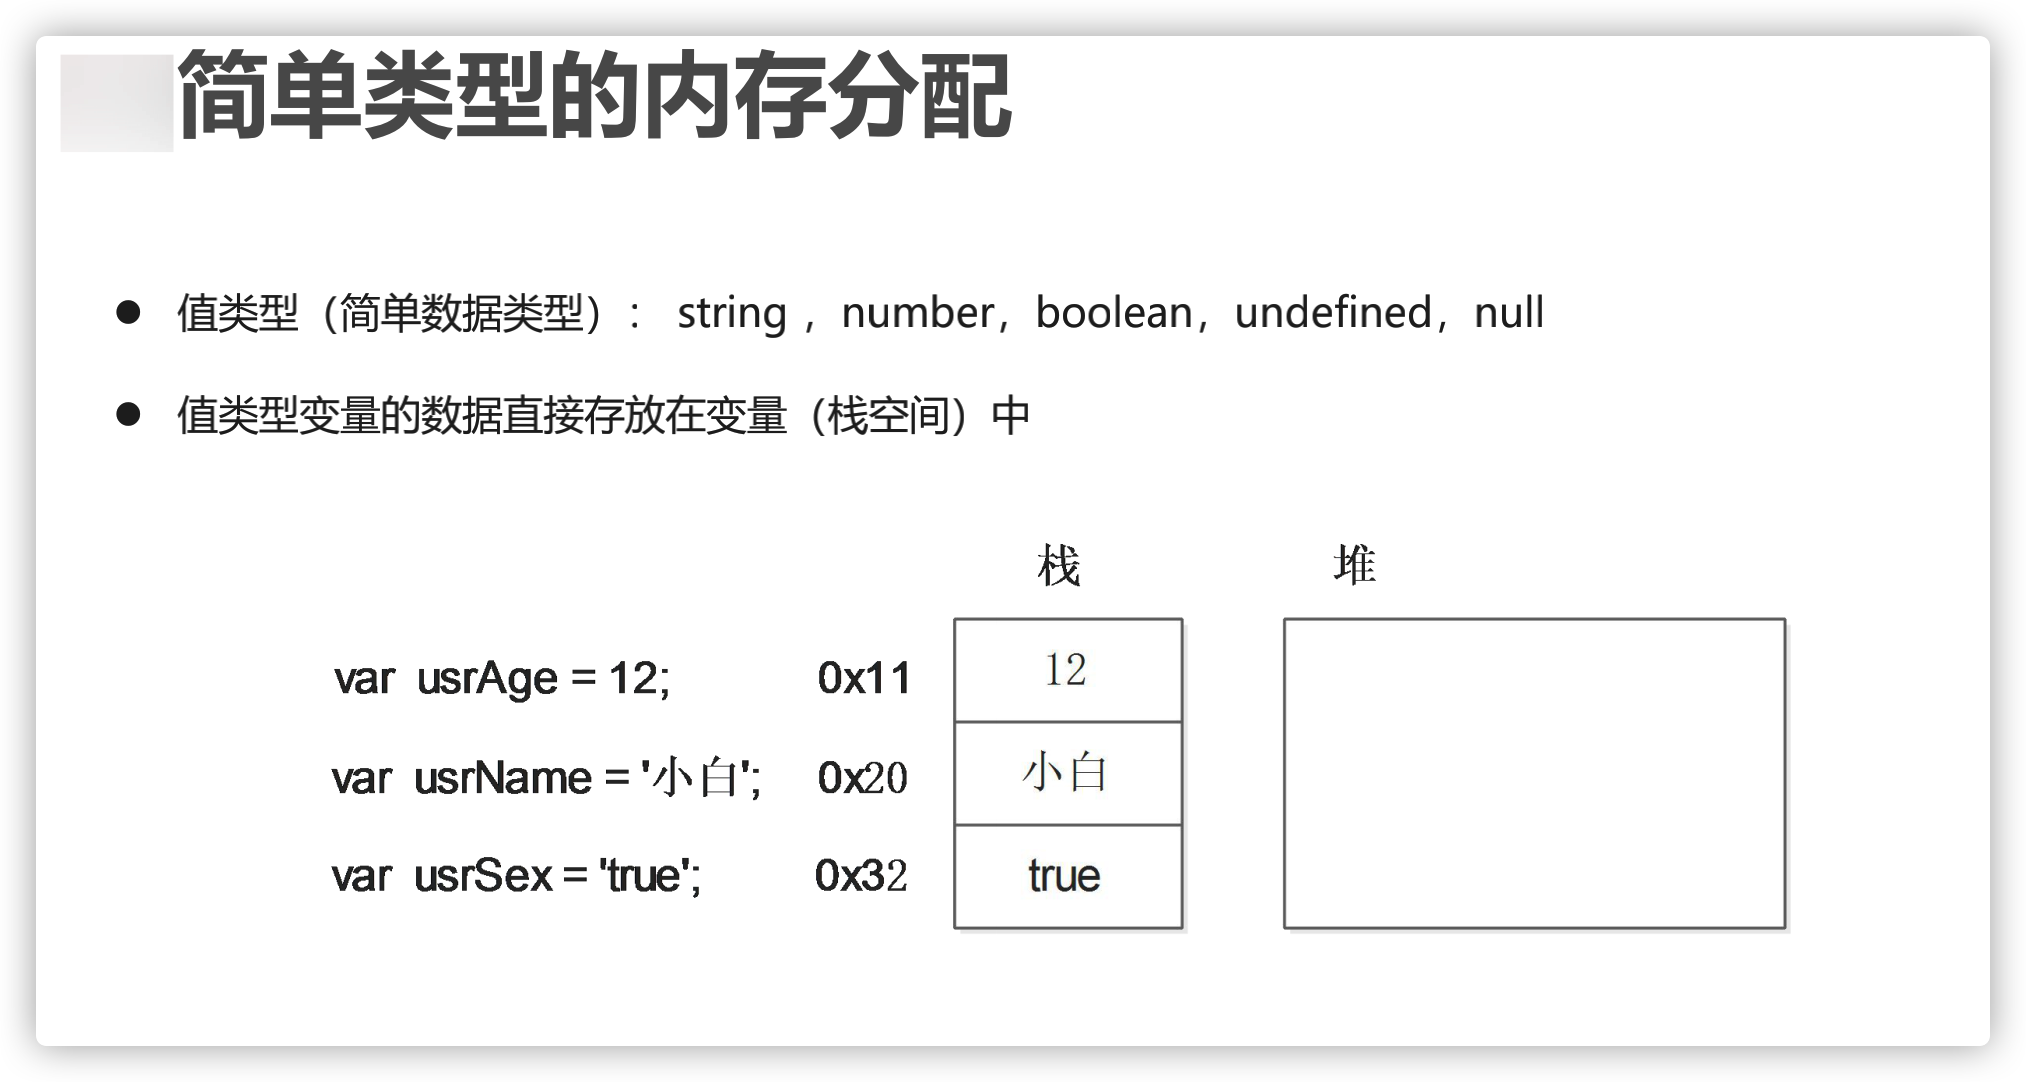 简单类型的内存分配
● 值类型（简单数据类型）： string ，number，boolean，undefined，null
● 值类型变量的数据直接存放在变量（栈空间）中
栈 堆
var usrAge = 12; 0x11 12
var usrName = '小白'; 0x20 小白
var usrSex = 'true'; 0x32 true